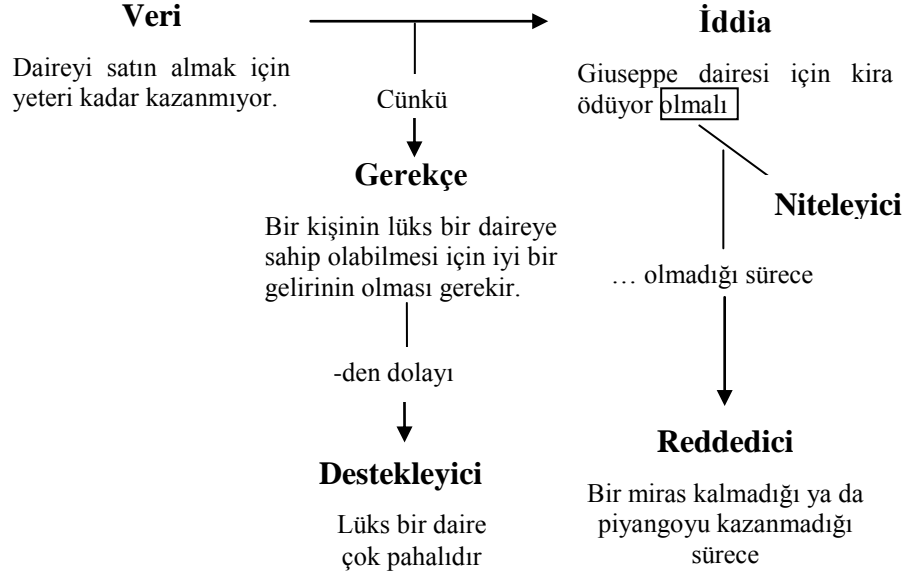 Veri
İddia
Daireyi satın almak için
yeteri kadar kazanmıyor.
Giuseppe dairesi için kira
ödüyor olmalı
Cünkü
Gerekçe
Niteleyici
Bir kişinin lüks bir daireye
sahip olabilmesi için iyi bir
gelirinin olması gerekir.
… olmadığı sürece
-den dolayı
Reddedici
Destekleyici
Bir miras kalmadığı ya da
piyangoyu kazanmadığı
sürece
Lüks bir daire
çok pahalıdır